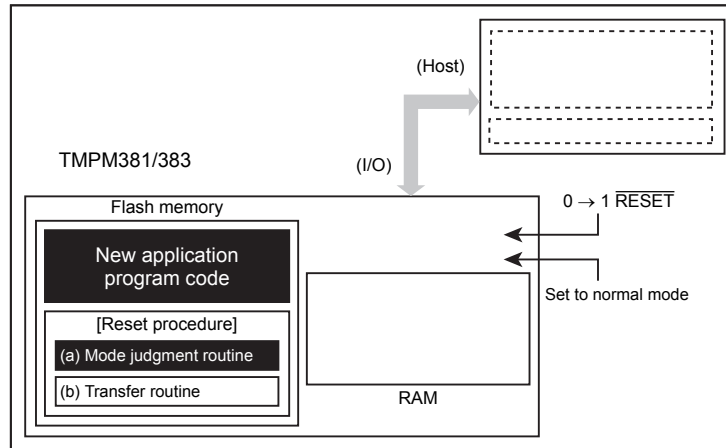 (Host)
TMPM381/383
(I/O)
Flash memory
0 → 1 RESET
New application
program code
Set to normal mode
[Reset procedure]
(a) Mode judgment routine
(b) Transfer routine
RAM